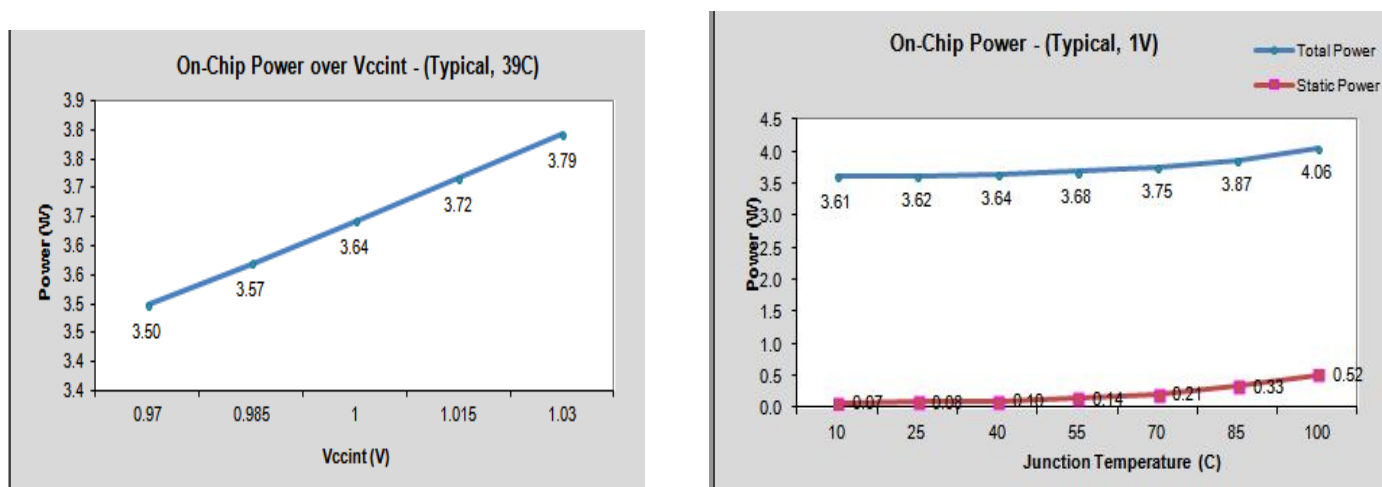 On-Chip Power over Vccint - (Typical, 39C)
Power (W)
3.9
3.8
3.8
3.7
3.7
3.6
3.6
3.5
3.5
3.4
3.4
3.50
3.57
3.64
3.72
3.79
0.97 0.985 1 1.015 1.03
Vccint (V)
On-Chip Power - (Typical, 1V)
Total Power
Static Power
Power (W)
4.5
4.0
3.5
3.0
2.5
2.0
1.5
1.0
0.5
0.0
3.61 3.62 3.64 3.68 3.75 3.87 4.06
0.07 0.08 0.10 0.14 0.21 0.33 0.52
10 25 40 55 70 85 100
Junction Temperature (C)